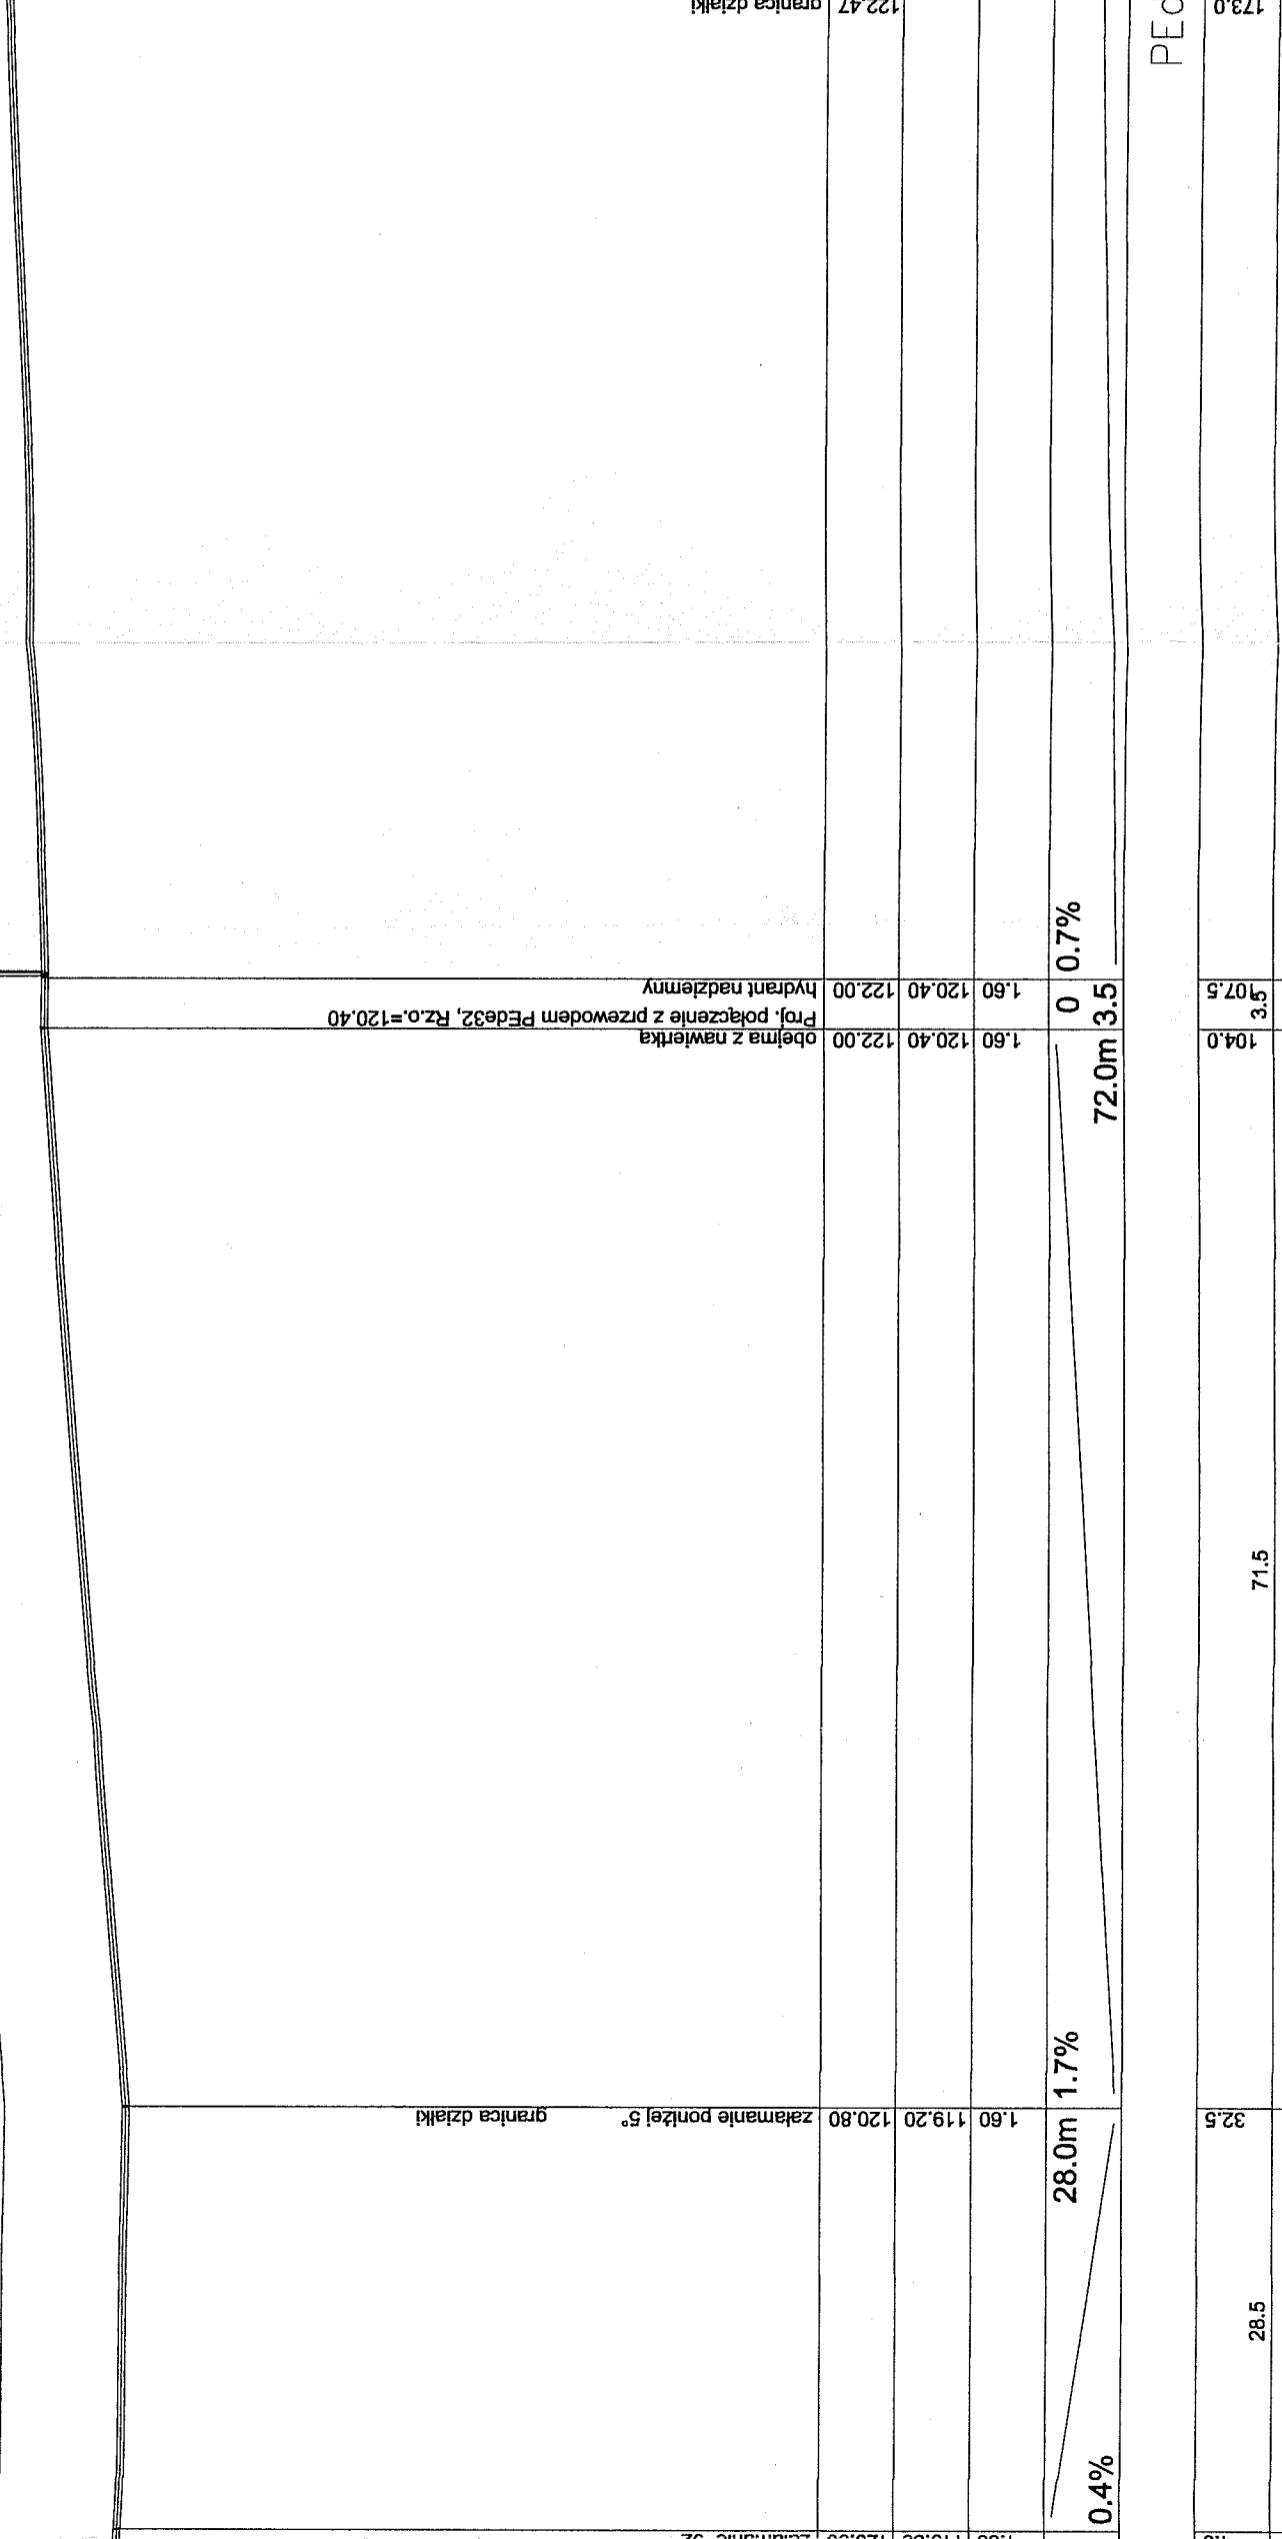 granica działki
122.47
173.0
PE
0.7%
hydrant nadziemny
122.00
120.40
1.60
0
3.5
107.5
3.5
Proj. połączenie z przewodem PEde32, Rz.o.=120.40
obejma z nawiertką
122.00
120.40
1.60
72.0m
104.0
71.5
1.7%
granica działki
załamanie poniżej 5°
120.80
119.20
1.60
28.0m
32.5
28.5
0.4%